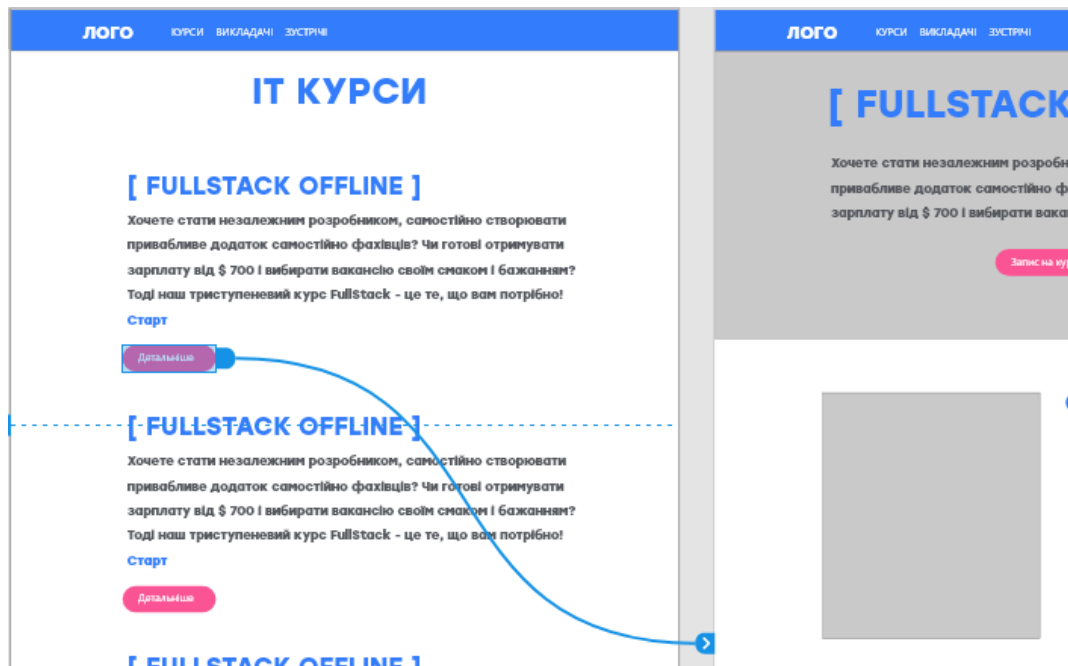 ЛОГО КУРСИ ВИКЛАДАЧІ ЗУСТРІЧІ
ІТ КУРСИ
[ FULLSTACK OFFLINE ]
Хочете стати незалежним розробником, самостійно створювати
привабливе додаток самостійно фахівців? Чи готові отримувати
зарплату від $ 700 і вибирати вакансію своїм смаком і бажанням?
Тоді наш триступеневий курс FullStack - це те, що вам потрібно!
Старт
Детальніше
[ FULLSTACK OFFLINE ]
Хочете стати незалежним розробником, самостійно створювати
привабливе додаток самостійно фахівців? Чи готові отримувати
зарплату від $ 700 і вибирати вакансію своїм смаком і бажанням?
Тоді наш триступеневий курс FullStack - це те, що вам потрібно!
Старт
Детальніше
[ FULLSTACK OFFLINE ]
ЛОГО КУРСИ ВИКЛАДАЧІ ЗУСТРІЧІ
[ FULLSTACK
Хочете стати незалежним
привабливе додаток самостійно
зарплату від $ 700 і вибирати
Запис на